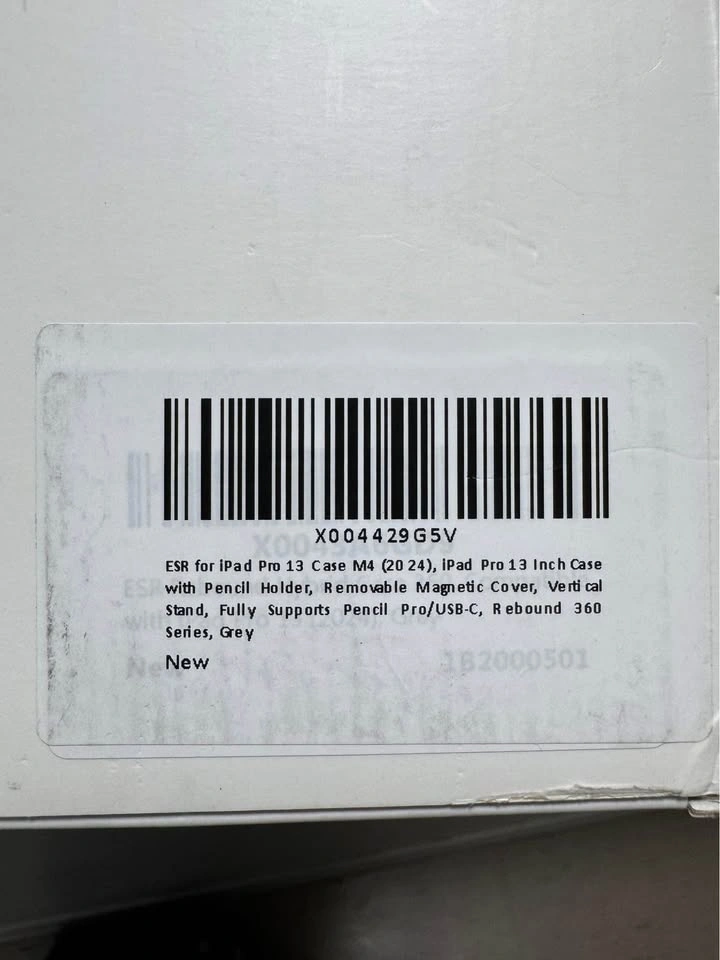 X004429G5V
ESR for iPad Pro 13 Case M4 (2024), iPad Pro 13 Inch Case
with Pencil Holder, Removable Magnetic Cover, Vertical
Stand, Fully Supports Pencil Pro/USB-C, Rebound 360
Series, Grey
New
1B2000501